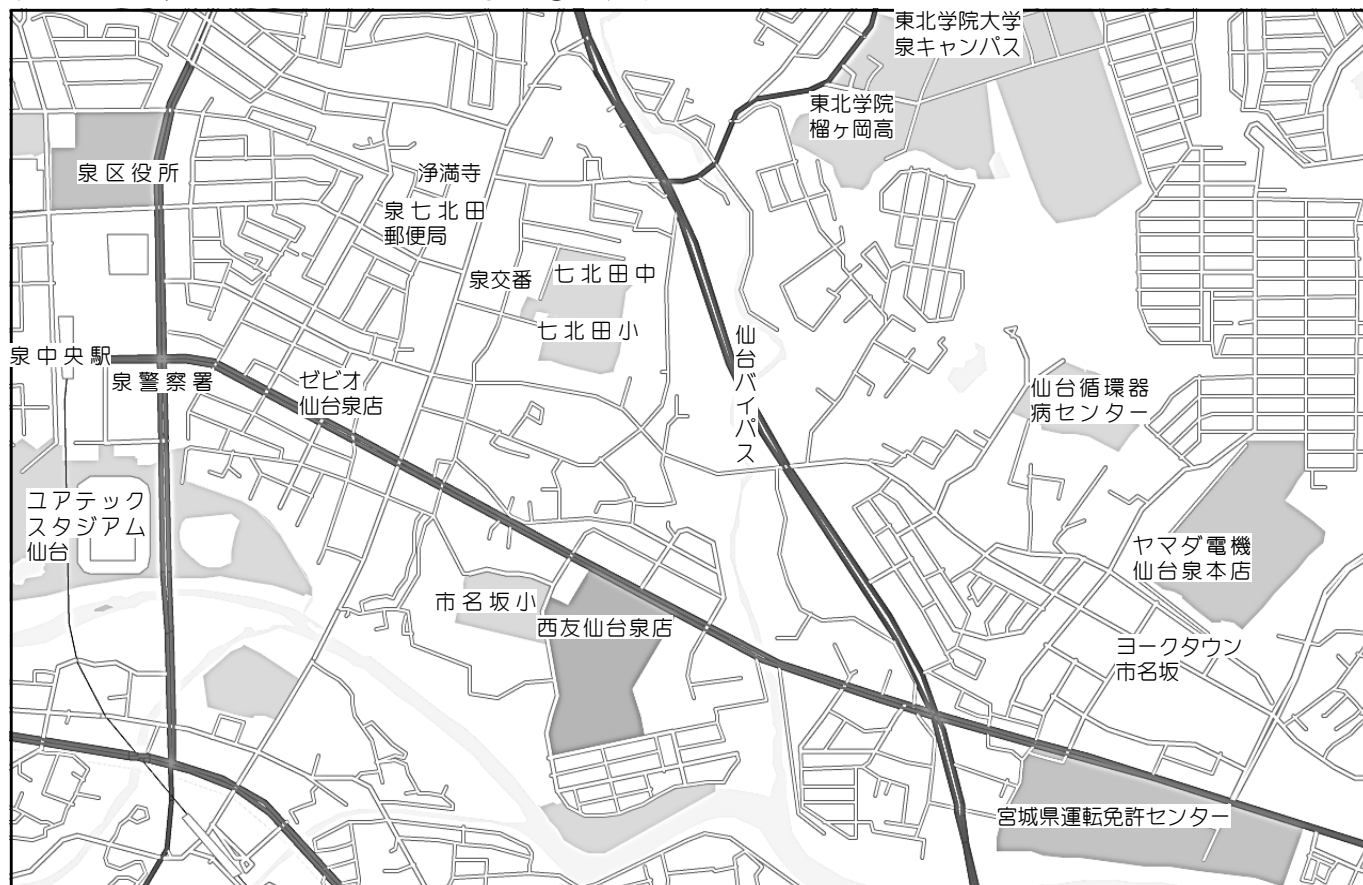 東北学院大学
泉キャンパス
東北学院
榴ヶ岡高
泉区役所
浄満寺
泉七北田
郵便局
泉交番
七北田中
七北田小
仙台バイパス
泉中央駅
泉警察署
ゼビオ
仙台泉店
仙台循環器
病センター
ユアテック
スタジアム
仙台
ヤマダ電機
仙台泉本店
市名坂小
西友仙台泉店
ヨークタウン
市名坂
宮城県運転免許センター